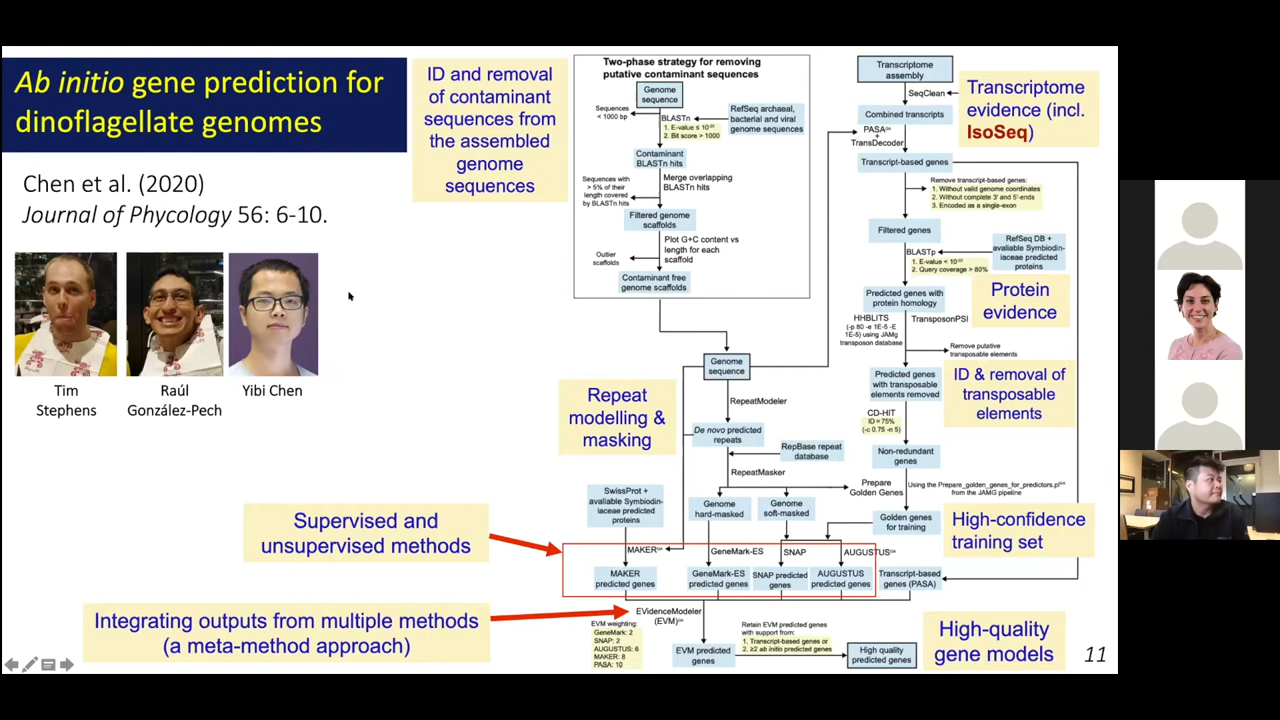 Ab initio gene prediction for
dinoflagellate genomes
Chen et al. (2020)
Journal of Phycology 56: 6-10.
Tim
Stephens
Raúl
González-Pech
Yibi Chen
ID and removal
of contaminant
sequences from
the assembled
genome
sequences
Two-phase strategy for removing
putative contaminant sequences
Genome
sequence
Sequences
< 1000 bp
BLASTn
1. E-value ≤ 10⁻²⁰
2. Bit score > 1000
RefSeq archaeal,
bacterial and viral
genome sequences
Contaminant
BLASTn hits
Sequences with
> 5% of their
length covered
by BLASTn hits
Merge overlapping
BLASTn hits
Filtered genome
scaffolds
Plot G+C content vs
length for each
scaffold
Outlier
scaffolds
Contaminant free
genome scaffolds
Transcriptome
assembly
SeqClean
Combined transcripts
PASA
+
TransDecoder
Transcript-based genes
Transcriptome
evidence (incl.
IsoSeq)
Remove transcript-based genes:
1. Without valid genome coordinates
2. Without complete 3' and 5'-ends
3. Encoded as a single-exon
Filtered genes
BLASTp
1. E-value < 10⁻²⁰
2. Query coverage > 80%
RefSeq DB +
avaliable Symbiodin-
iaceae predicted
proteins
Predicted genes with
protein homology
Protein
evidence
HHBLITS
(-p 80 -e 1E-5 -E
1E-5) using JAMg
transposon database
TransposonPSI
Remove putative
transposable elements
Predicted genes
with transposable
elements removed
ID & removal of
transposable
elements
CD-HIT
ID = 75%
(-c 0.75 -n 5)
Non-redundant
genes
Genome
sequence
RepeatModeler
Repeat
modelling &
masking
De novo predicted
repeats
RepBase repeat
database
RepeatMasker
Prepare
Golden Genes
Using the Prepare_golden_genes_for_predictors.pl
from the JAMG pipeline
SwissProt +
avaliable Symbiodin-
iaceae predicted
proteins
Genome
hard-masked
Genome
soft-masked
Golden genes
for training
High-confidence
training set
Supervised and
unsupervised methods
MAKER
GeneMark-ES
SNAP
AUGUSTUS
MAKER
predicted genes
GeneMark-ES
predicted genes
SNAP predicted
genes
AUGUSTUS
predicted genes
Transcript-based
genes (PASA)
Integrating outputs from multiple methods
(a meta-method approach)
EVidenceModeler
(EVM)
EVM weighting:
GeneMark: 2
SNAP: 2
AUGUSTUS: 6
MAKER: 8
PASA: 10
EVM predicted
genes
Retain EVM predicted genes
with support from:
1. Transcript-based genes or
2. ≥2 ab initio predicted genes
High quality
predicted genes
High-quality
gene models
11